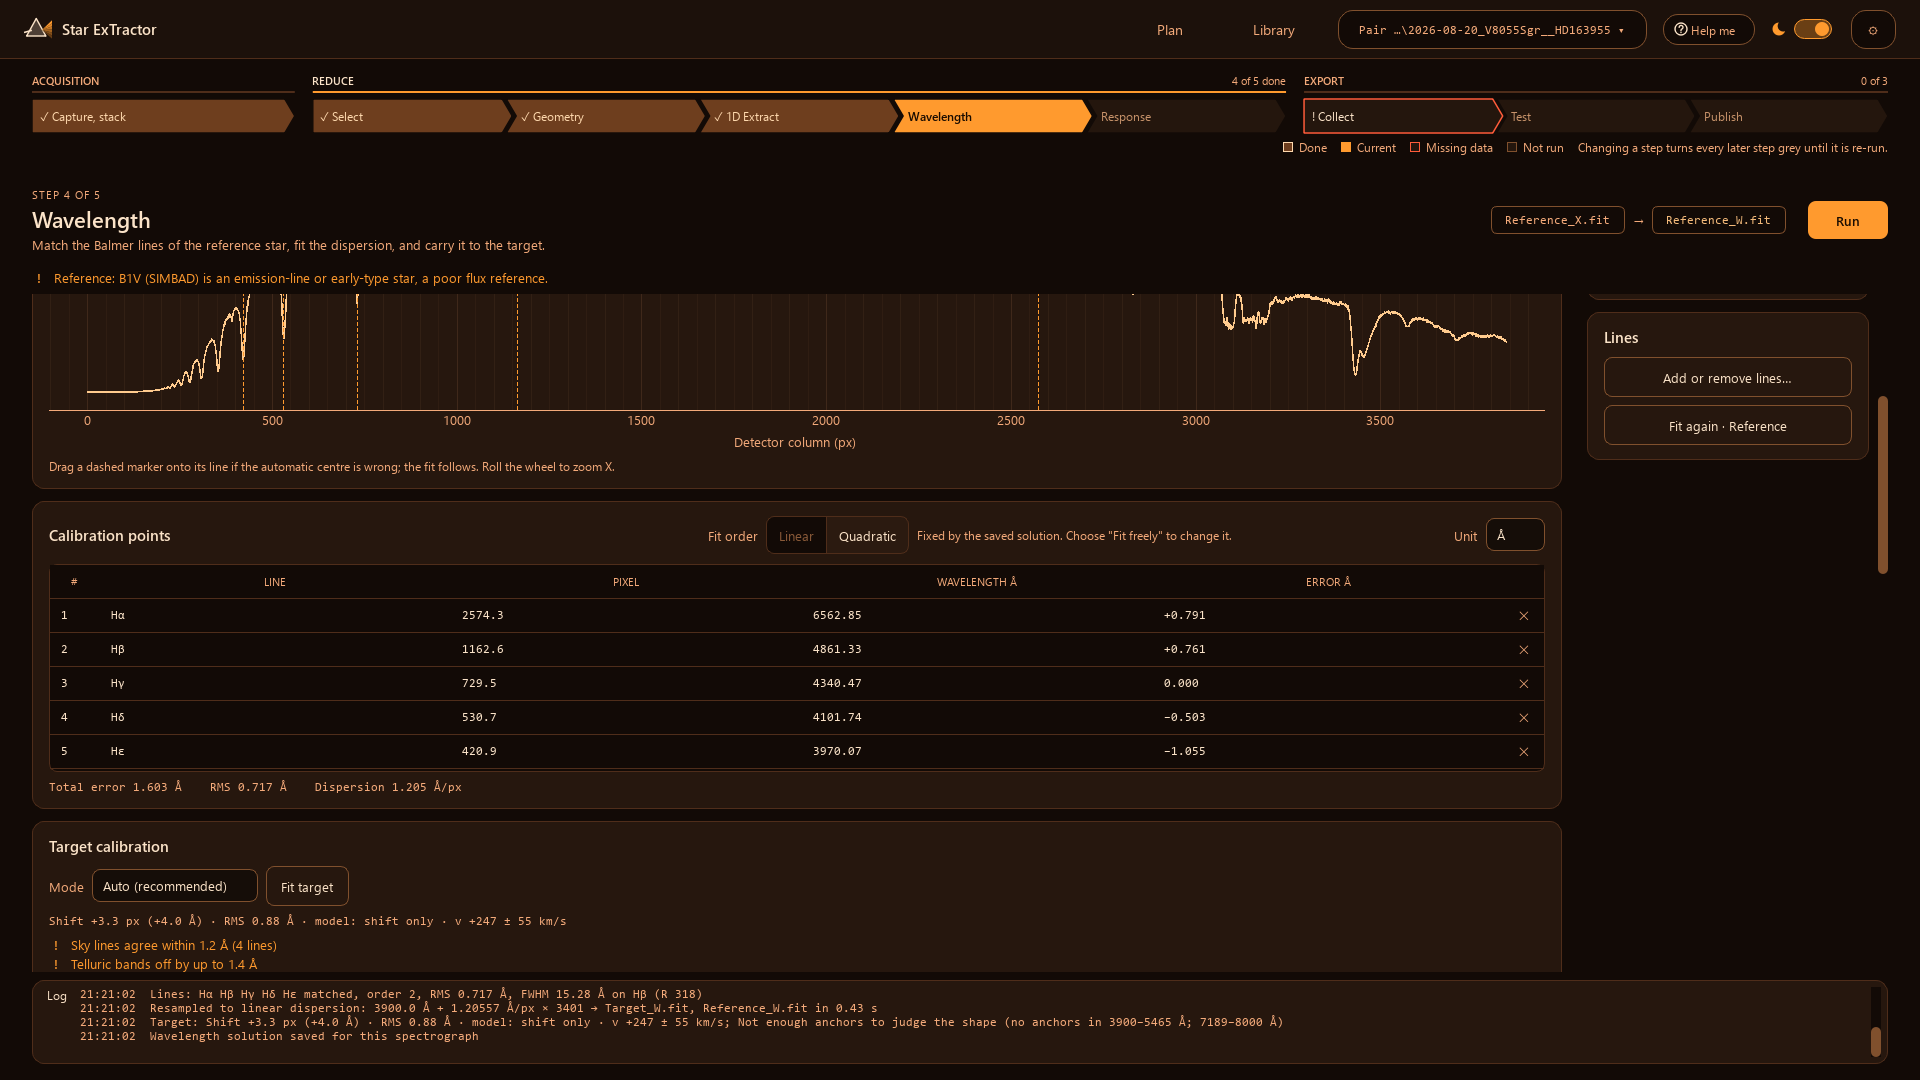 Star ExTractor
Plan
Library
Pair …\2026-08-20_V8055Sgr__HD163955 ▾
Help me
ACQUISITION
REDUCE
4 of 5 done
EXPORT
0 of 3
✓ Capture, stack
✓ Select
✓ Geometry
✓ 1D Extract
Wavelength
Response
! Collect
Test
Publish
Done
Current
Missing data
Not run
Changing a step turns every later step grey until it is re-run.
STEP 4 OF 5
Wavelength
Match the Balmer lines of the reference star, fit the dispersion, and carry it to the target.
Reference_X.fit → Reference_W.fit
Run
! Reference: B1V (SIMBAD) is an emission-line or early-type star, a poor flux reference.
0 500 1000 1500 2000 2500 3000 3500
Detector column (px)
Drag a dashed marker onto its line if the automatic centre is wrong; the fit follows. Roll the wheel to zoom X.
Lines
Add or remove lines…
Fit again · Reference
Calibration points
Fit order
Linear
Quadratic
Fixed by the saved solution. Choose "Fit freely" to change it.
Unit
Å
# LINE PIXEL WAVELENGTH Å ERROR Å
1 Hα 2574.3 6562.85 +0.791 ×
2 Hβ 1162.6 4861.33 +0.761 ×
3 Hγ 729.5 4340.47 0.000 ×
4 Hδ 530.7 4101.74 −0.503 ×
5 Hε 420.9 3970.07 −1.055 ×
Total error 1.603 Å RMS 0.717 Å Dispersion 1.205 Å/px
Target calibration
Mode
Auto (recommended)
Fit target
Shift +3.3 px (+4.0 Å) · RMS 0.88 Å · model: shift only · v +247 ± 55 km/s
! Sky lines agree within 1.2 Å (4 lines)
! Telluric bands off by up to 1.4 Å
Log
21:21:02 Lines: Hα Hβ Hγ Hδ Hε matched, order 2, RMS 0.717 Å, FWHM 15.28 Å on Hβ (R 318)
21:21:02 Resampled to linear dispersion: 3900.0 Å + 1.20557 Å/px × 3401 → Target_W.fit, Reference_W.fit in 0.43 s
21:21:02 Target: Shift +3.3 px (+4.0 Å) · RMS 0.88 Å · model: shift only · v +247 ± 55 km/s; Not enough anchors to judge the shape (no anchors in 3900–5465 Å; 7189–8000 Å)
21:21:02 Wavelength solution saved for this spectrograph